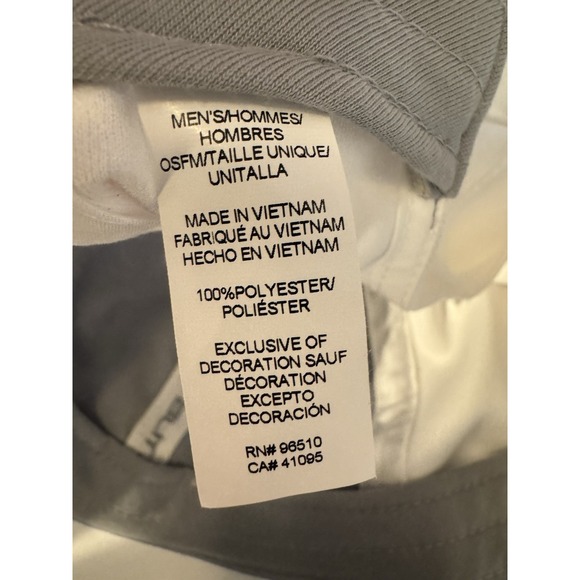 MEN'S/HOMMES/
HOMBRES
OSFM/TAILLE UNIQUE/
UNITALLA
MADE IN VIETNAM
FABRIQUÉ AU VIETNAM
HECHO EN VIETNAM
100%POLYESTER/
POLIÉSTER
EXCLUSIVE OF
DECORATION SAUF
DÉCORATION
EXCEPTO
DECORACIÓN
RN# 96510
CA# 41095